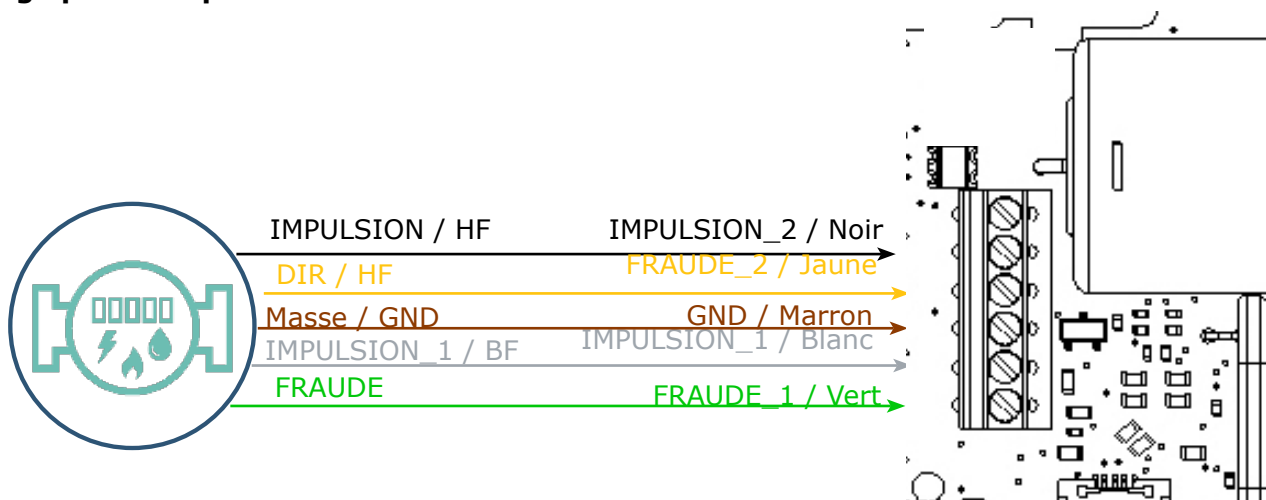 IMPULSION / HF IMPULSION_2 / Noir
DIR / HF FRAUDE_2 / Jaune
Masse / GND GND / Marron
IMPULSION_1 / BF IMPULSION_1 / Blanc
FRAUDE FRAUDE_1 / Vert